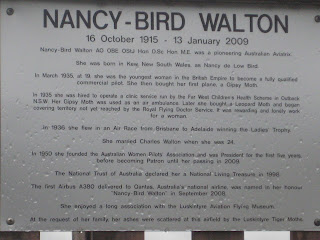 NANCY-BIRD WALTON
16 October 1915 - 13 January 2009
Nancy-Bird Walton AO OBE OStJ Hon D.Sc Hon M.E. was a pioneering Australian Aviator.
She was born in Kew, New South Wales, as Nancy de Low Bird.
In March 1935, at 19, she was the youngest woman in the British Empire to become a fully qualified
commercial pilot. She then bought her first plane, a Gipsy Moth.
In 1935 she was hired to operate a clinic service run by the Far West Children's Health Scheme in Outback
N.S.W. Her Gipsy Moth was used as an air ambulance. Later she bought a Leopard Moth and began
covering territory not yet reached by the Royal Flying Doctor Service. It was rewarding and lonely work
for a woman.
In 1936 she flew in an Air Race from Brisbane to Adelaide winning the Ladies' Trophy.
She married Charles Walton when she was 24.
In 1950 she founded the Australian Women Pilots' Association and was President for the first five years,
before becoming Patron until her passing in 2009.
The National Trust of Australia declared her a National Living Treasure in 1998.
The first Airbus A380 delivered to Qantas, Australia's national airline, was named in her honour
"Nancy Bird Walton" in September 2008.
She enjoyed a long association with the Luskintyre Aviation Flying Museum.
At the request of her family, her ashes were scattered at this airfield by the Luskintyre Tiger Moths.